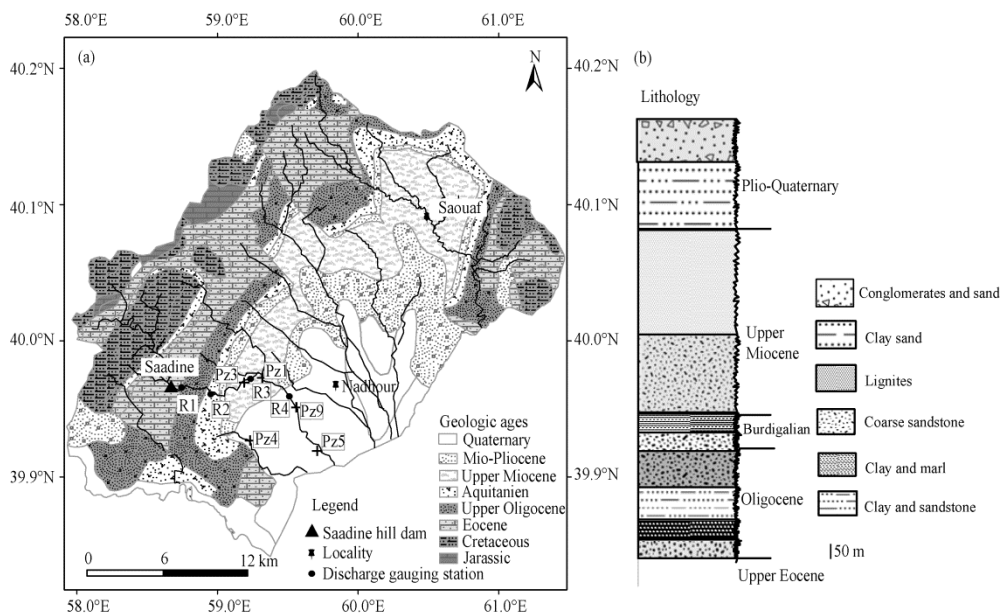 58.0°E 59.0°E 60.0°E 61.0°E
(a)
N
40.2°N
40.1°N
40.0°N
39.9°N
40.2°N
40.1°N
40.0°N
39.9°N
Saouaf
Saadine
Nadhour
Pz3
Pz1
R1
R2
R3
R4
Pz9
Pz4
Pz5
Legend
Saadine hill dam
Locality
Discharge gauging station
0 6 12 km
Geologic ages
Quaternary
Mio-Pliocene
Upper Miocene
Aquitanien
Upper Oligocene
Eocene
Cretaceous
Jarassic
58.0°E 59.0°E 60.0°E 61.0°E
(b)
Lithology
Plio-Quaternary
Upper
Miocene
Burdigalian
Oligocene
Upper Eocene
Conglomerates and sand
Clay sand
Lignites
Coarse sandstone
Clay and marl
Clay and sandstone
50 m